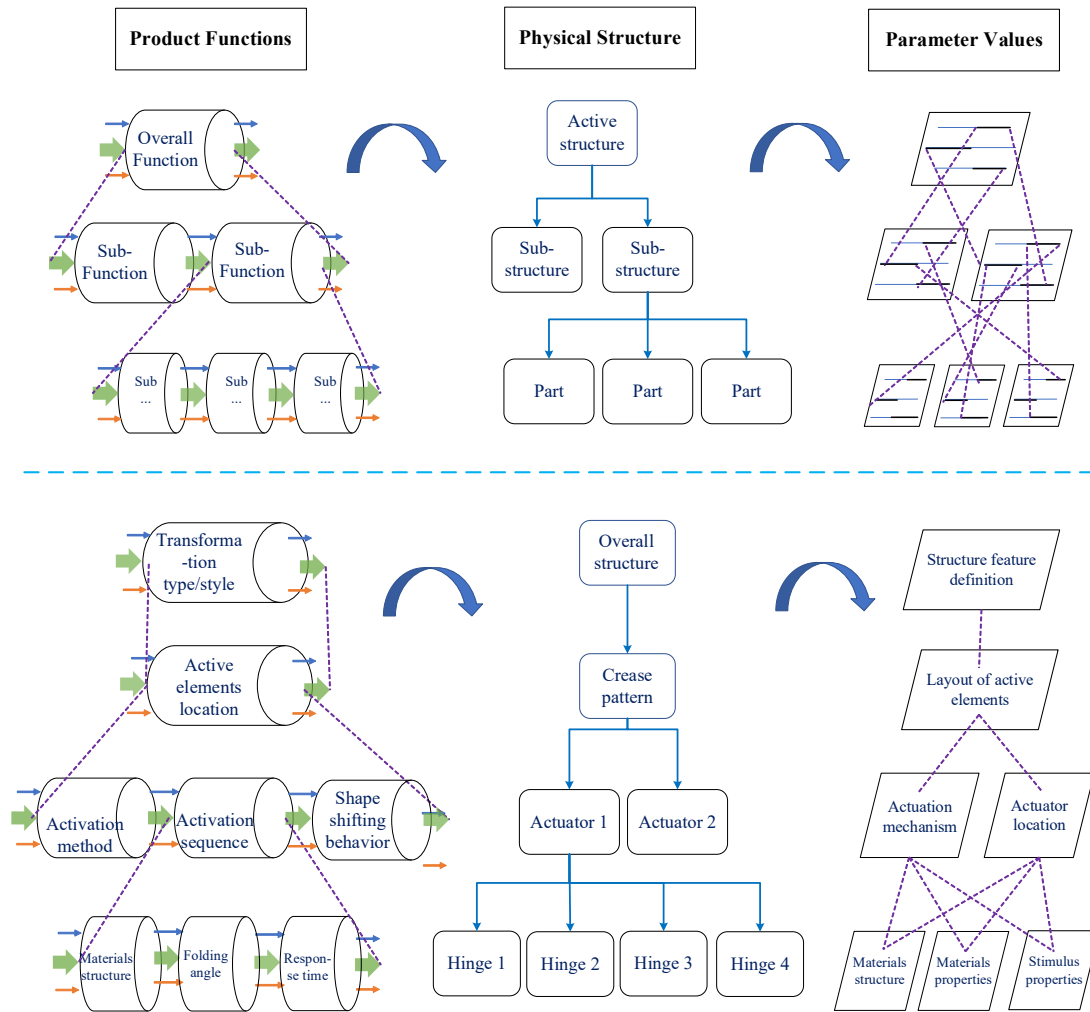 Product Functions
Physical Structure
Parameter Values
Overall
Function
Active
structure
Sub-
Function
Sub-
Function
Sub-
structure
Sub-
structure
Sub
...
Sub
...
Sub
...
Part
Part
Part
Transforma
-tion
type/style
Overall
structure
Structure feature
definition
Active
elements
location
Crease
pattern
Layout of active
elements
Activation
method
Activation
sequence
Shape
shifting
behavior
Actuator 1
Actuator 2
Actuation
mechanism
Actuator
location
Materials
structure
Folding
angle
Respon-
se time
Hinge 1
Hinge 2
Hinge 3
Hinge 4
Materials
structure
Materials
properties
Stimulus
properties